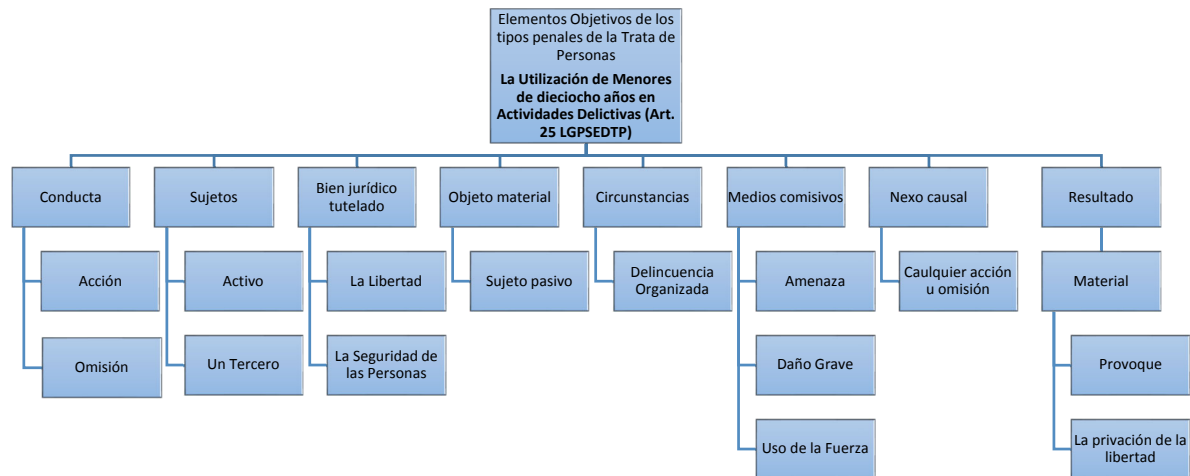 Elementos Objetivos de los
tipos penales de la Trata de
Personas
La Utilización de Menores
de dieciocho años en
Actividades Delictivas (Art.
25 LGPSEDTP)
Conducta
Acción
Omisión
Sujetos
Activo
Un Tercero
Bien jurídico
tutelado
La Libertad
La Seguridad de
las Personas
Objeto material
Sujeto pasivo
Circunstancias
Delincuencia
Organizada
Medios comisivos
Amenaza
Daño Grave
Uso de la Fuerza
Nexo causal
Caulquier acción
u omisión
Resultado
Material
Provoque
La privación de la
libertad